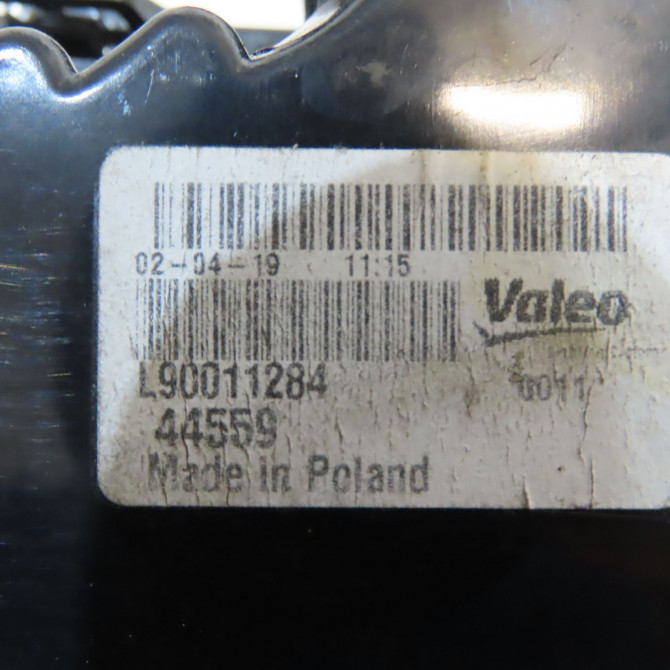 02-04-19 11:15
Valeo
L90011284
0011
44559
Made in Poland